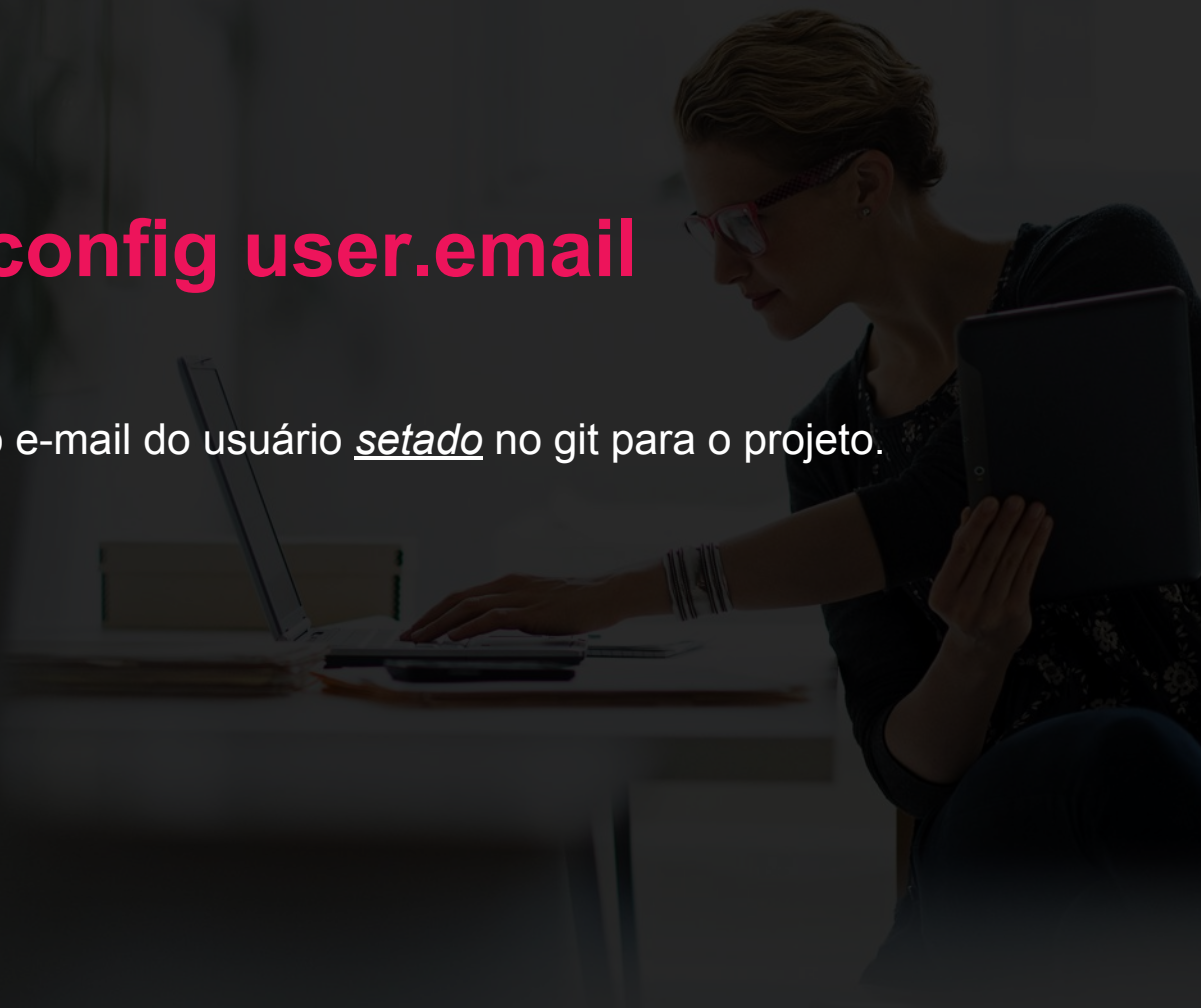 config user.email
o e-mail do usuário setado no git para o projeto.